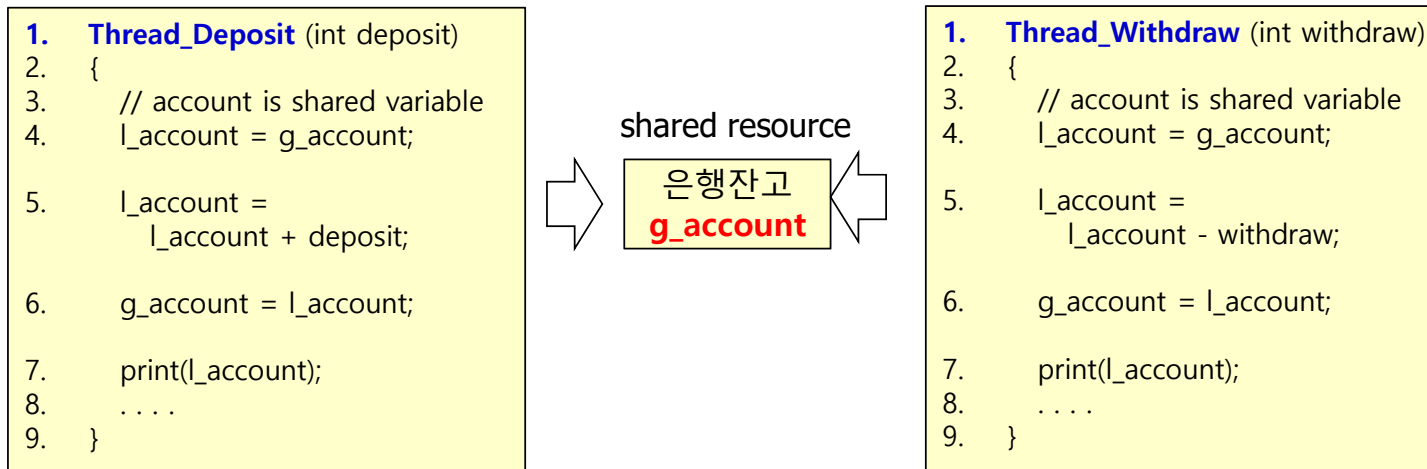 1. Thread_Deposit (int deposit)
2. {
3. // account is shared variable
4. l_account = g_account;
5. l_account =
l_account + deposit;
6. g_account = l_account;
7. print(l_account);
8. . . . .
9. }
shared resource
은행잔고
g_account
1. Thread_Withdraw (int withdraw)
2. {
3. // account is shared variable
4. l_account = g_account;
5. l_account =
l_account - withdraw;
6. g_account = l_account;
7. print(l_account);
8. . . . .
9. }